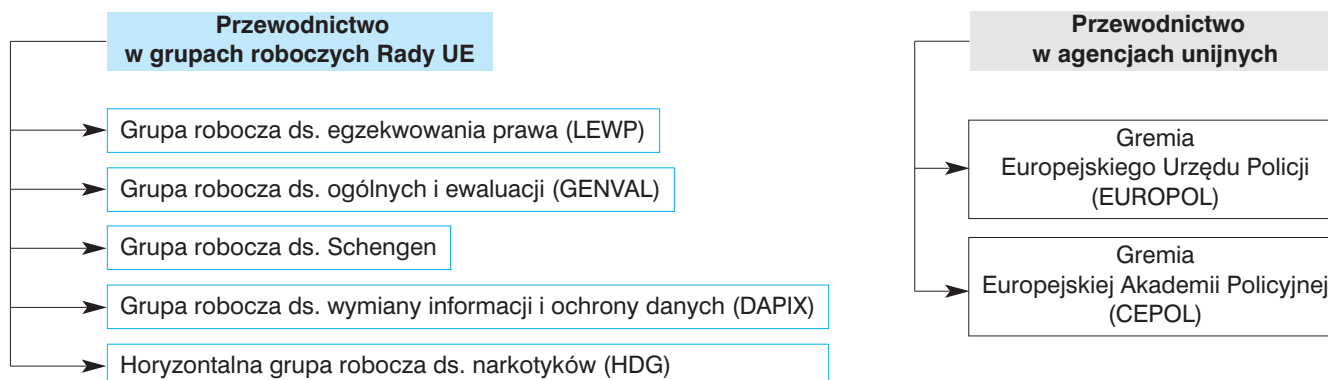 Przewodnictwo
w grupach roboczych Rady UE
Grupa robocza ds. egzekwowania prawa (LEWP)
Grupa robocza ds. ogólnych i ewaluacji (GENVAL)
Grupa robocza ds. Schengen
Grupa robocza ds. wymiany informacji i ochrony danych (DAPIX)
Horyzontalna grupa robocza ds. narkotyków (HDG)
Przewodnictwo
w agencjach unijnych
Gremia
Europejskiego Urzędu Policji
(EUROPOL)
Gremia
Europejskiej Akademii Policyjnej
(CEPOL)